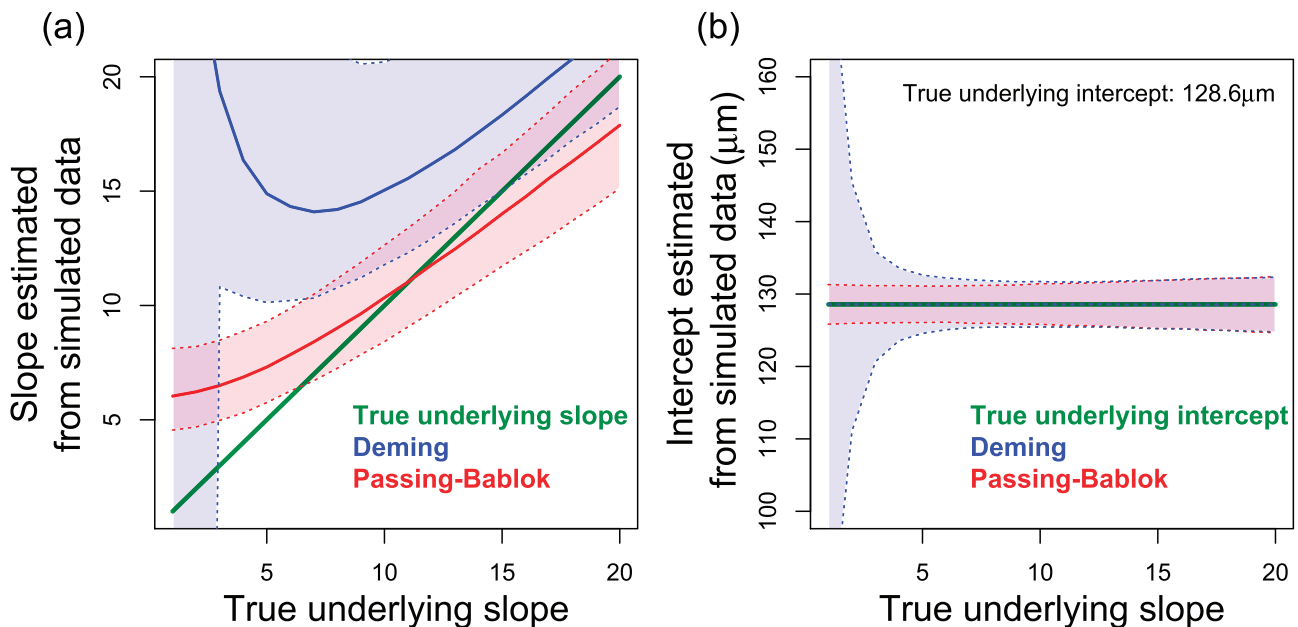 (a)
Slope estimated
from simulated data
20
15
10
5
True underlying slope
Deming
Passing-Bablok
5
10
15
20
True underlying slope
(b)
Intercept estimated
from simulated data (μm)
160
150
140
130
120
110
100
True underlying intercept: 128.6μm
True underlying intercept
Deming
Passing-Bablok
5
10
15
20
True underlying slope